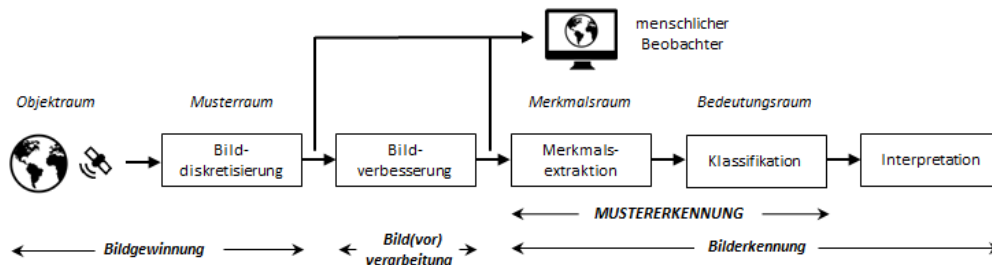 menschlicher
Beobachter
Objektraum
Musterraum
Merkmalsraum
Bedeutungsraum
Bild-
diskretisierung
Bild-
verbesserung
Merkmals-
extraktion
Klassifikation
Interpretation
MUSTERERKENNUNG
Bildgewinnung
Bild(vor)
verarbeitung
Bilderkennung